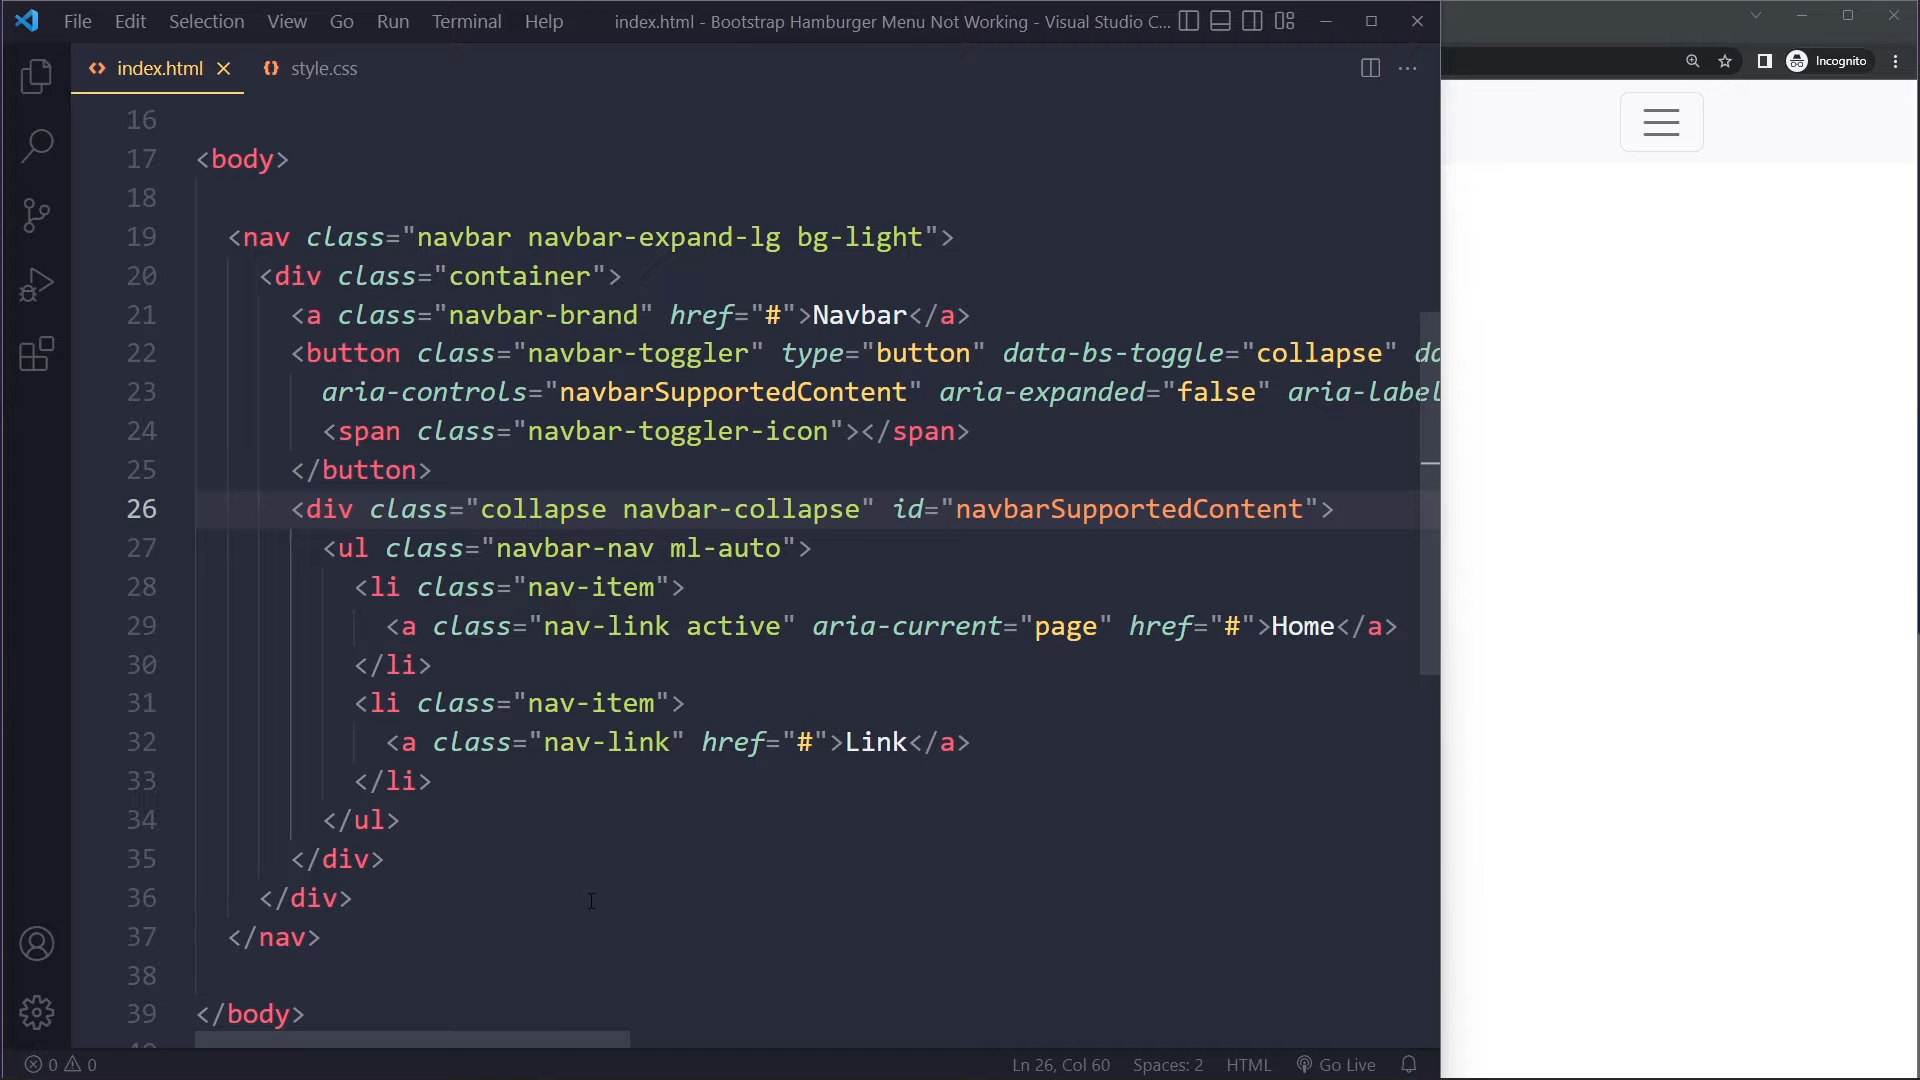 File Edit Selection View Go Run Terminal Help index.html - Bootstrap Hamburger Menu Not Working - Visual Studio C...
index.html style.css
Incognito
16
17 <body>
18
19 <nav class="navbar navbar-expand-lg bg-light">
20 <div class="container">
21 <a class="navbar-brand" href="#">Navbar</a>
22 <button class="navbar-toggler" type="button" data-bs-toggle="collapse" da
23 aria-controls="navbarSupportedContent" aria-expanded="false" aria-label
24 <span class="navbar-toggler-icon"></span>
25 </button>
26 <div class="collapse navbar-collapse" id="navbarSupportedContent">
27 <ul class="navbar-nav ml-auto">
28 <li class="nav-item">
29 <a class="nav-link active" aria-current="page" href="#">Home</a>
30 </li>
31 <li class="nav-item">
32 <a class="nav-link" href="#">Link</a>
33 </li>
34 </ul>
35 </div>
36 </div>
37 </nav>
38
39 </body>
0 0 Ln 26, Col 60 Spaces: 2 HTML Go Live